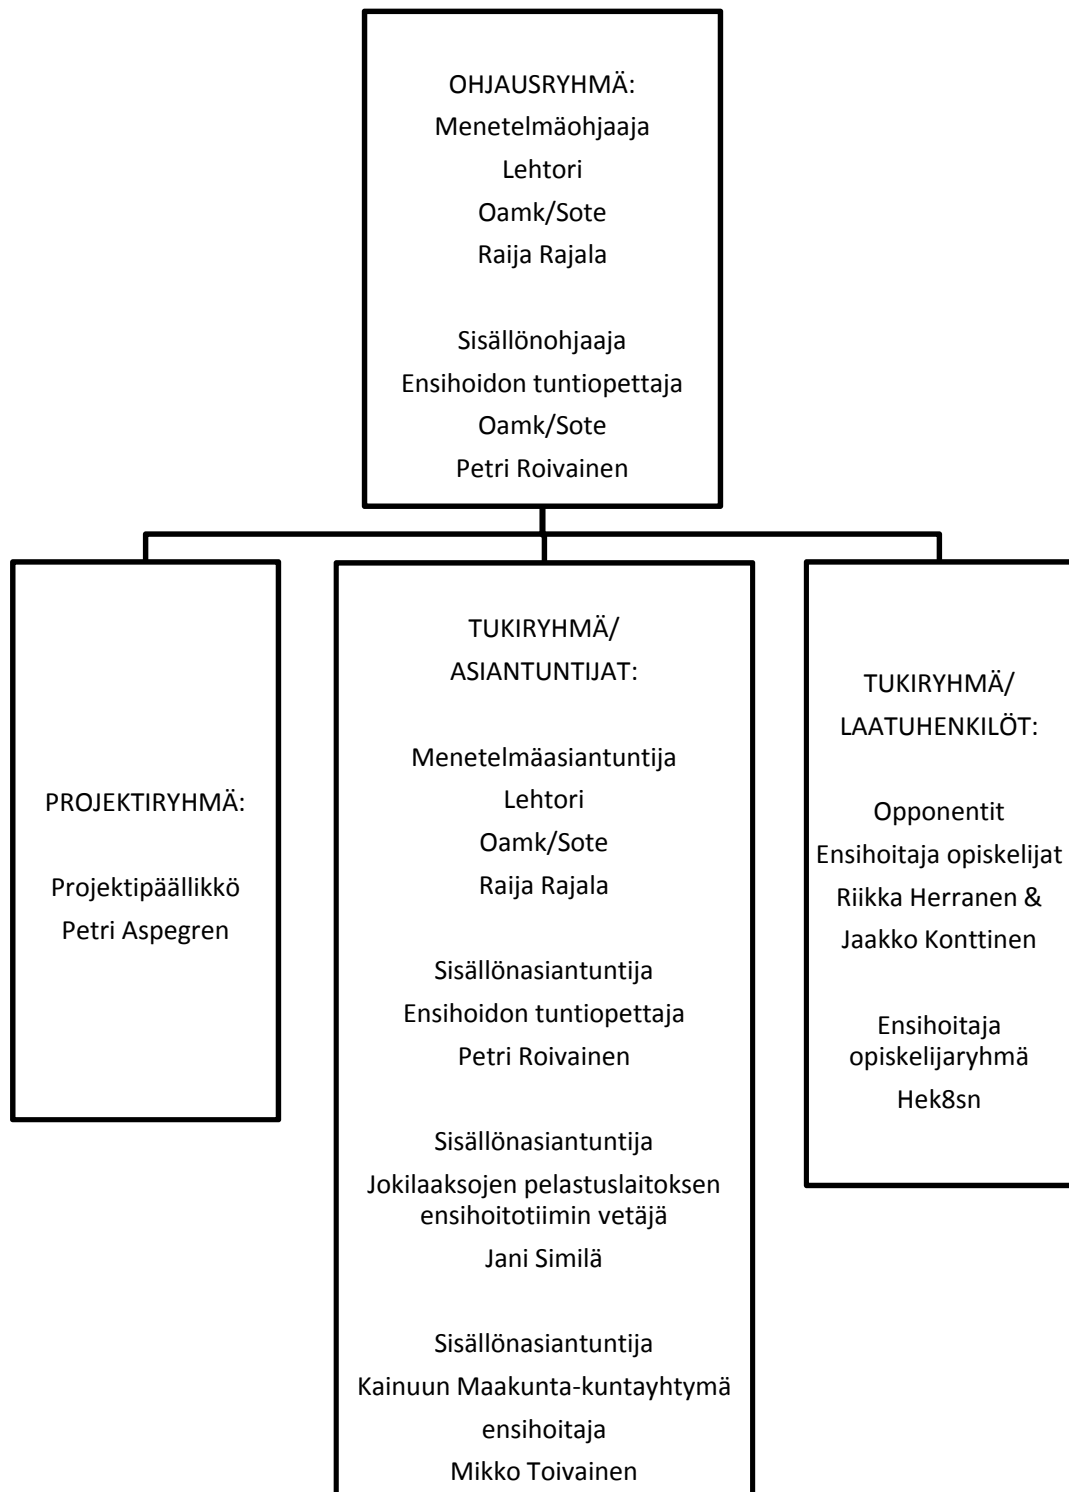 OHJAUSRYHMÄ:
Menetelmäohjaaja
Lehtori
Oamk/Sote
Raija Rajala
Sisällönohjaaja
Ensihoidon tuntiopettaja
Oamk/Sote
Petri Roivainen
PROJEKTIRYHMÄ:
Projektipäällikkö
Petri Aspegren
TUKIRYHMÄ/
ASIANTUNTIJAT:
Menetelmäasiantuntija
Lehtori
Oamk/Sote
Raija Rajala
Sisällönasiantuntija
Ensihoidon tuntiopettaja
Petri Roivainen
Sisällönasiantuntija
Jokilaaksojen pelastuslaitoksen
ensihoitotiimin vetäjä
Jani Similä
Sisällönasiantuntija
Kainuun Maakunta-kuntayhtymä
ensihoitaja
Mikko Toivainen
TUKIRYHMÄ/
LAATUHENKILÖT:
Opponentit
Ensihoitaja opiskelijat
Riikka Herranen &
Jaakko Konttinen
Ensihoitaja
opiskelijaryhmä
Hek8sn